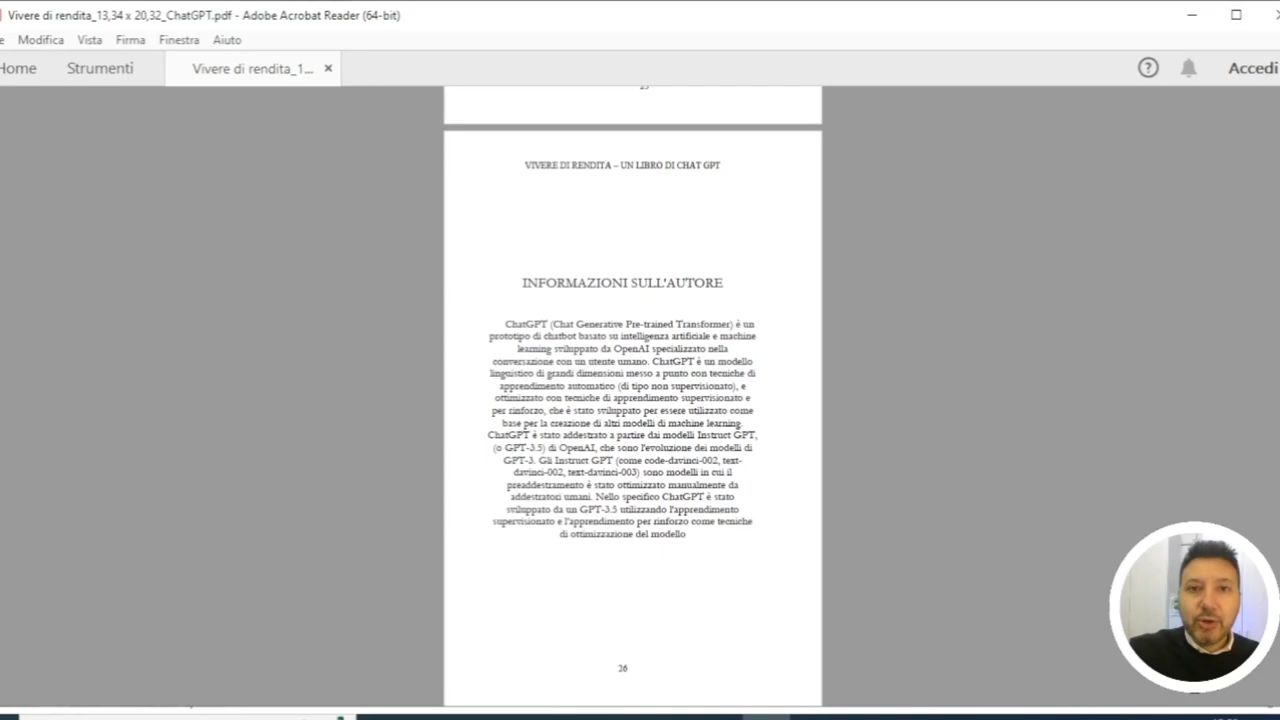 Vivere di rendita_13,34 x 20,32_ChatGPT.pdf - Adobe Acrobat Reader (64-bit)
Modifica Vista Firma Finestra Aiuto
Home Strumenti Vivere di rendita_1... × ? Accedi
VIVERE DI RENDITA – UN LIBRO DI CHAT GPT
INFORMAZIONI SULL'AUTORE
ChatGPT (Chat Generative Pre-trained Transformer) è un
prototipo di chatbot basato su intelligenza artificiale e machine
learning sviluppato da OpenAI specializzato nella
conversazione con un utente umano. ChatGPT è un modello
linguistico di grandi dimensioni messo a punto con tecniche di
apprendimento automatico (di tipo non supervisionato), e
ottimizzato con tecniche di apprendimento supervisionato e
per rinforzo, che è stato sviluppato per essere utilizzato come
base per la creazione di altri modelli di machine learning.
ChatGPT è stato addestrato a partire dai modelli Instruct GPT,
(o GPT-3.5) di OpenAI, che sono l'evoluzione dei modelli di
GPT-3. Gli Instruct GPT (come code-davinci-002, text-
davinci-002, text-davinci-003) sono modelli in cui il
preaddestramento è stato ottimizzato manualmente da
addestratori umani. Nello specifico ChatGPT è stato
sviluppato da un GPT-3.5 utilizzando l'apprendimento
supervisionato e l'apprendimento per rinforzo come tecniche
di ottimizzazione del modello
26